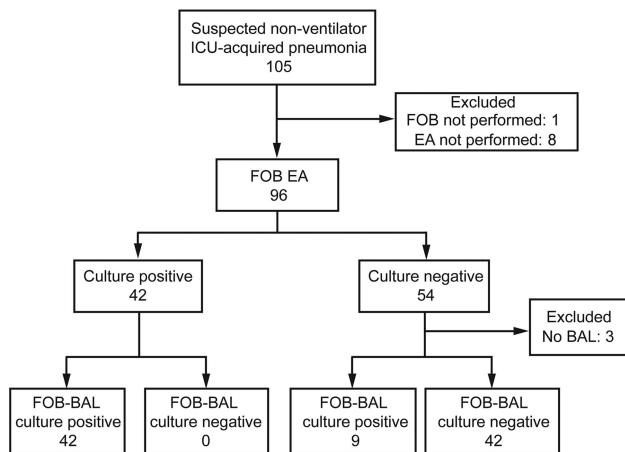 Suspected non-ventilator
ICU-acquired pneumonia
105
Excluded
FOB not performed: 1
EA not performed: 8
FOB EA
96
Culture positive
42
Culture negative
54
Excluded
No BAL: 3
FOB-BAL
culture positive
42
FOB-BAL
culture negative
0
FOB-BAL
culture positive
9
FOB-BAL
culture negative
42